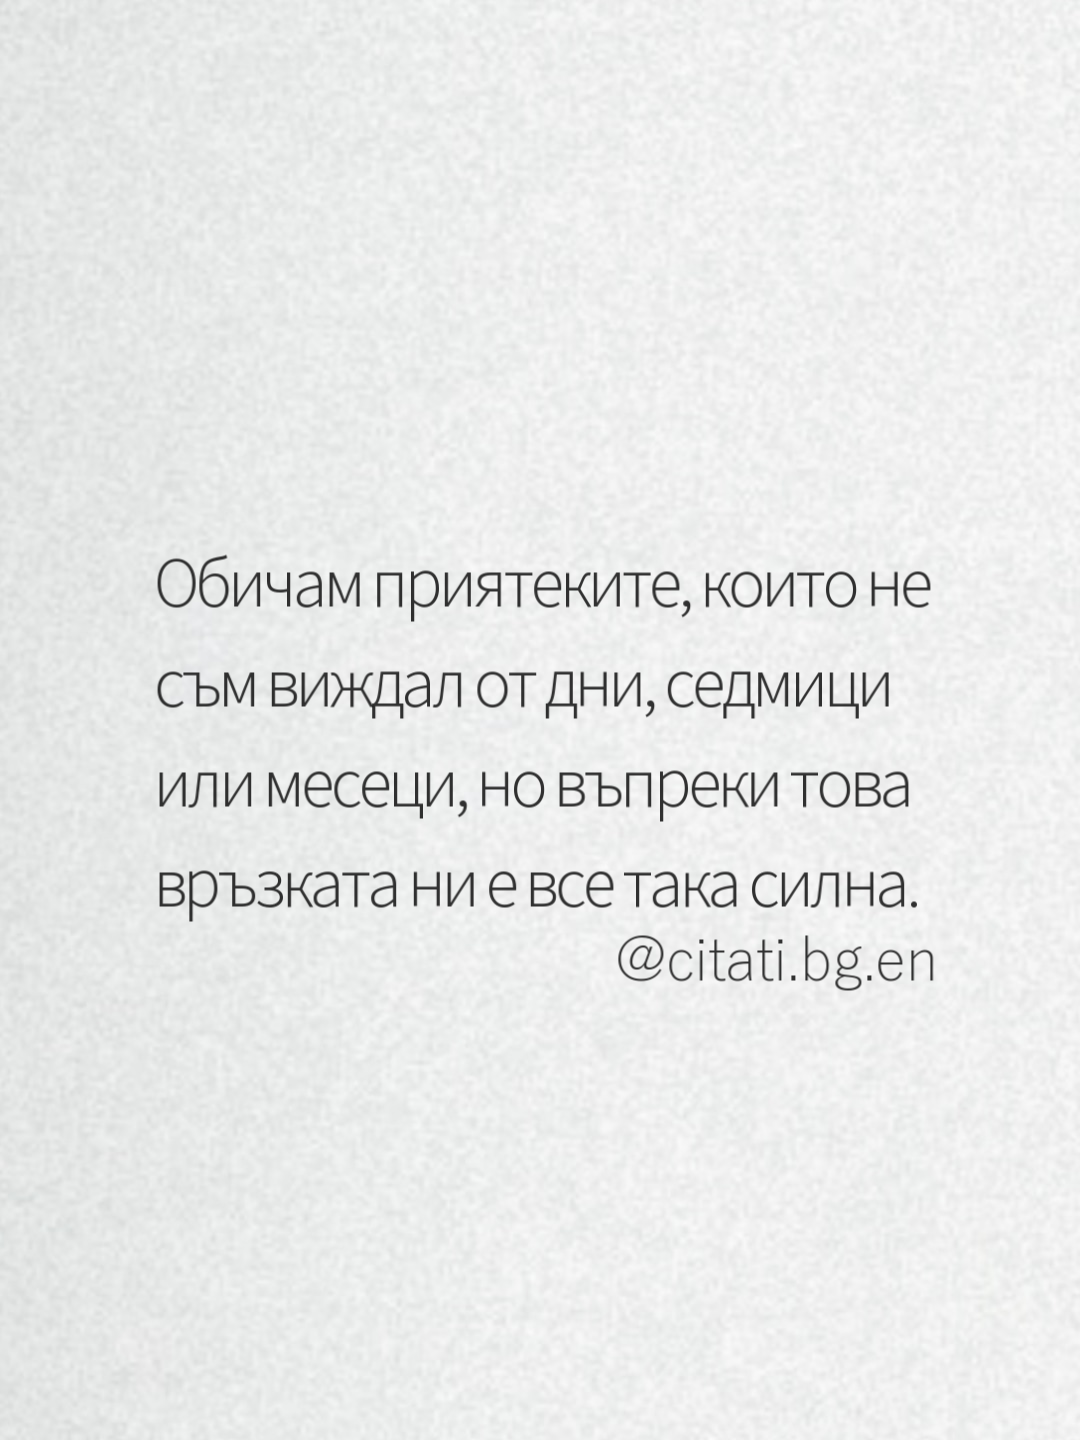 Обичам приятеките, които не
съм виждал от дни, седмици
или месеци, но въпреки това
връзката ни е все така силна.
@citati.bg.en